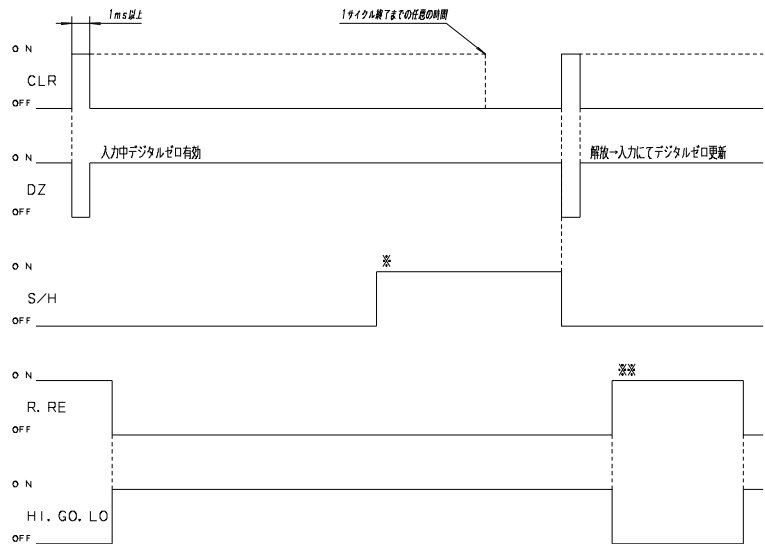 1ms以上
1サイクル終了までの任意の時間
ON
CLR
OFF
入力中デジタルゼロ有効
解放→入力にてデジタルゼロ更新
ON
DZ
OFF
※
ON
S/H
OFF
※※
ON
R.RE
OFF
ON
HI.GO.LO
OFF